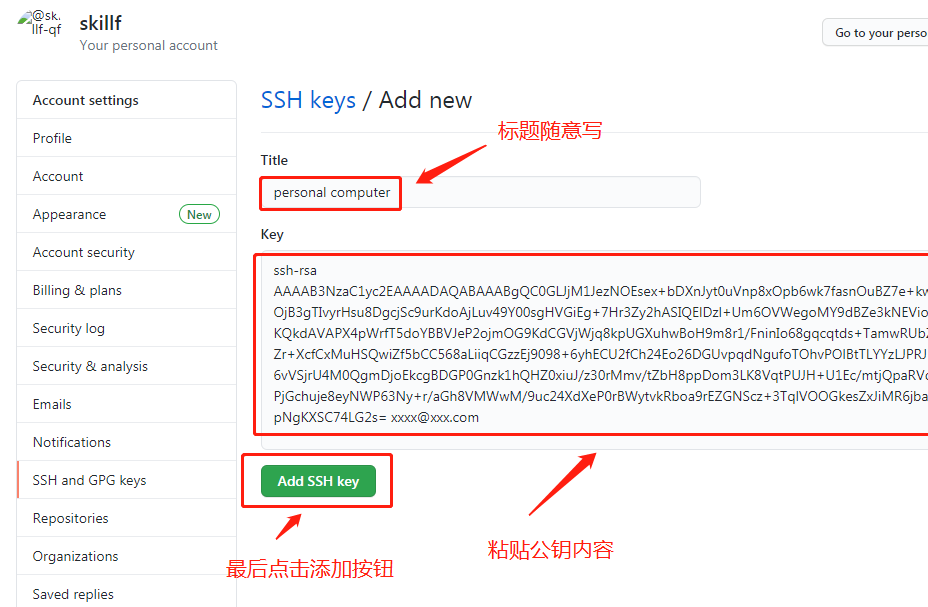 @sk.
llf-qf
skillf
Your personal account
Go to your perso
Account settings
Profile
Account
Appearance New
Account security
Billing & plans
Security log
Security & analysis
Emails
Notifications
SSH and GPG keys
Repositories
Organizations
Saved replies
SSH keys / Add new
标题随意写
Title
personal computer
Key
ssh-rsa
AAAAB3NzaC1yc2EAAAADAQABAAABgQC0GLJjM1JezNOEsex+bDXnJyt0uVnp8xOpb6wk7fasnOuBZ7e+kw
OjB3gTIvyrHsu8DgcjSc9urKdoAjLuv49Y00sgHVGiEg+7Hr3Zy2hASIQEIDzl+Um6OVWegoMY9dBZe3kNEVio
KQkdAVAPX4pWrfT5doYBBVJeP2ojmOG9KdCGVjWjq8kpUGXuhwBoH9m8r1/FninIo68gqcqtds+TamwRUbZ
Zr+XcfCxMuHSQwiZf5bCC568aLiiqCGzzEj9098+6yhECU2fCh24Eo26DGUvpqdNgufoTOhvPOlBtTLYYzLJPRJ
6vVSjrU4M0QgmDjoEkcgBDGP0Gnzk1hQHZ0xiuJ/z30rMmv/tZbH8ppDom3LK8VqtPUJH+U1Ec/mtjQpaRVc
PjGchuje8eyNWP63Ny+r/aGh8VMWwM/9uc24XdXeP0rBWytvkRboa9rEZGNScz+3TqlVOOGkesZxJiMR6jba
pNgKXSC74LG2s= xxxx@xxx.com
Add SSH key
粘贴公钥内容
最后点击添加按钮